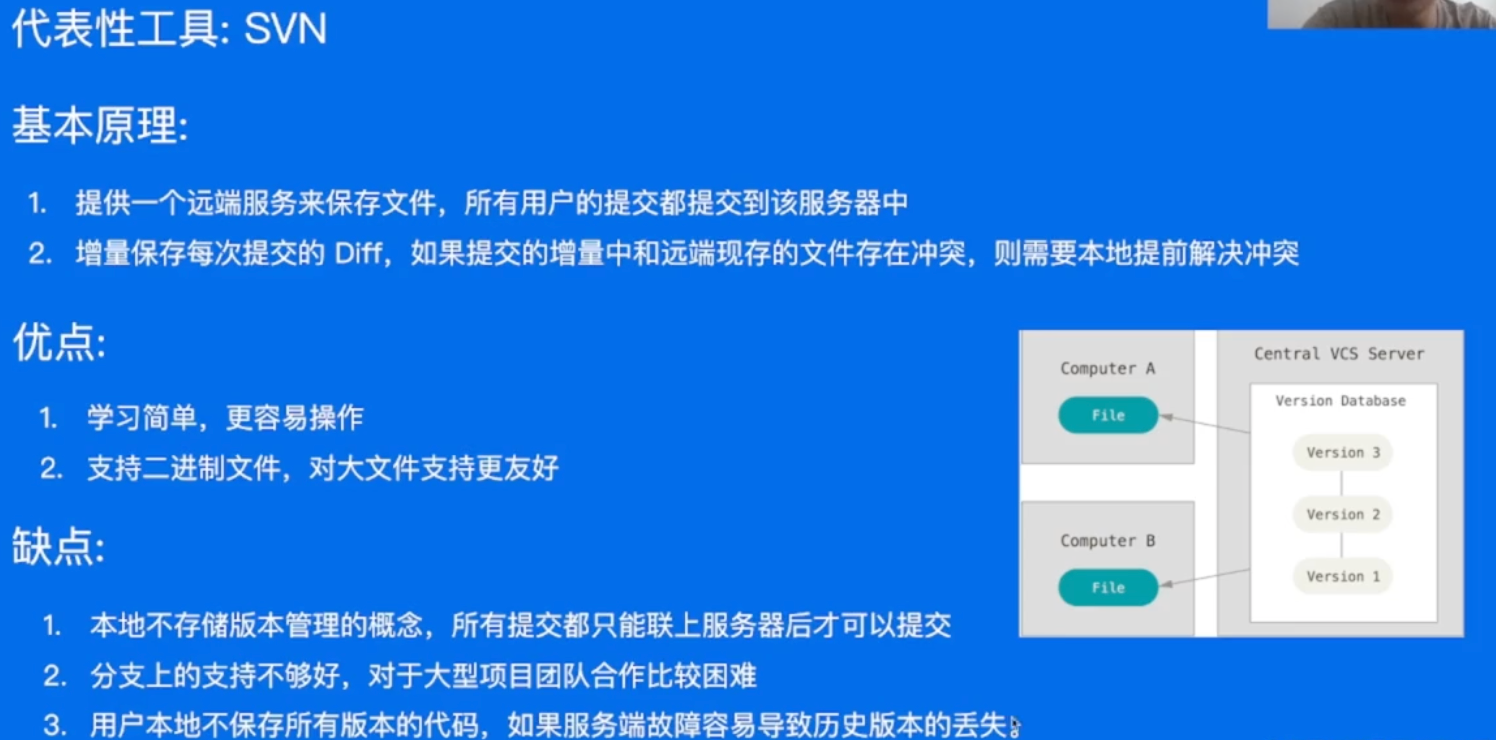 代表性工具: SVN
基本原理:
1. 提供一个远端服务来保存文件，所有用户的提交都提交到该服务器中
2. 增量保存每次提交的 Diff，如果提交的增量中和远端现存的文件存在冲突，则需要本地提前解决冲突
优点:
1. 学习简单，更容易操作
2. 支持二进制文件，对大文件支持更友好
缺点:
1. 本地不存储版本管理的概念，所有提交都只能联上服务器后才可以提交
2. 分支上的支持不够好，对于大型项目团队合作比较困难
3. 用户本地不保存所有版本的代码，如果服务端故障容易导致历史版本的丢失。
Computer A
File
Computer B
File
Central VCS Server
Version Database
Version 3
Version 2
Version 1